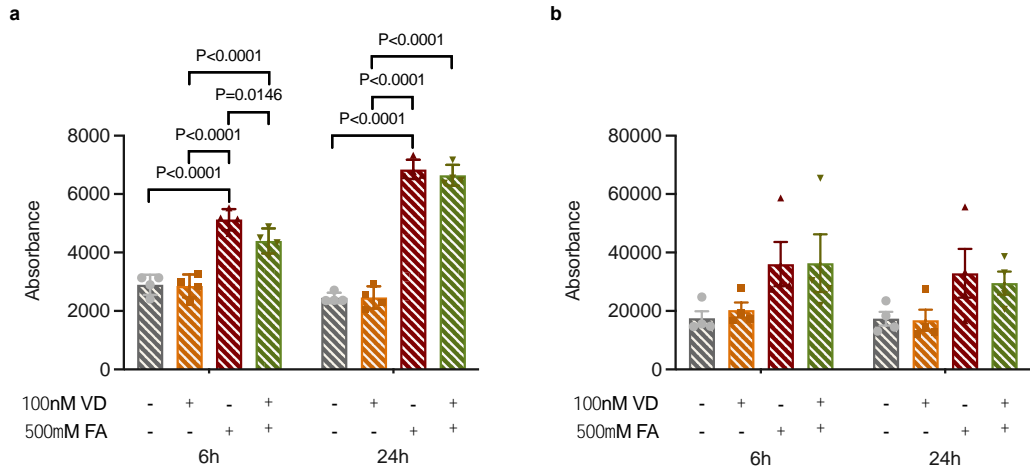 a
P<0.0001
P<0.0001
P=0.0146
P<0.0001
P<0.0001
P<0.0001
P<0.0001
Absorbance
8000
6000
4000
2000
0
100nM VD - + - + - + - +
500mM FA - - + + - - + +
6h 24h
b
Absorbance
80000
60000
40000
20000
0
100nM VD - + - + - + - +
500mM FA - - + + - - + +
6h 24h